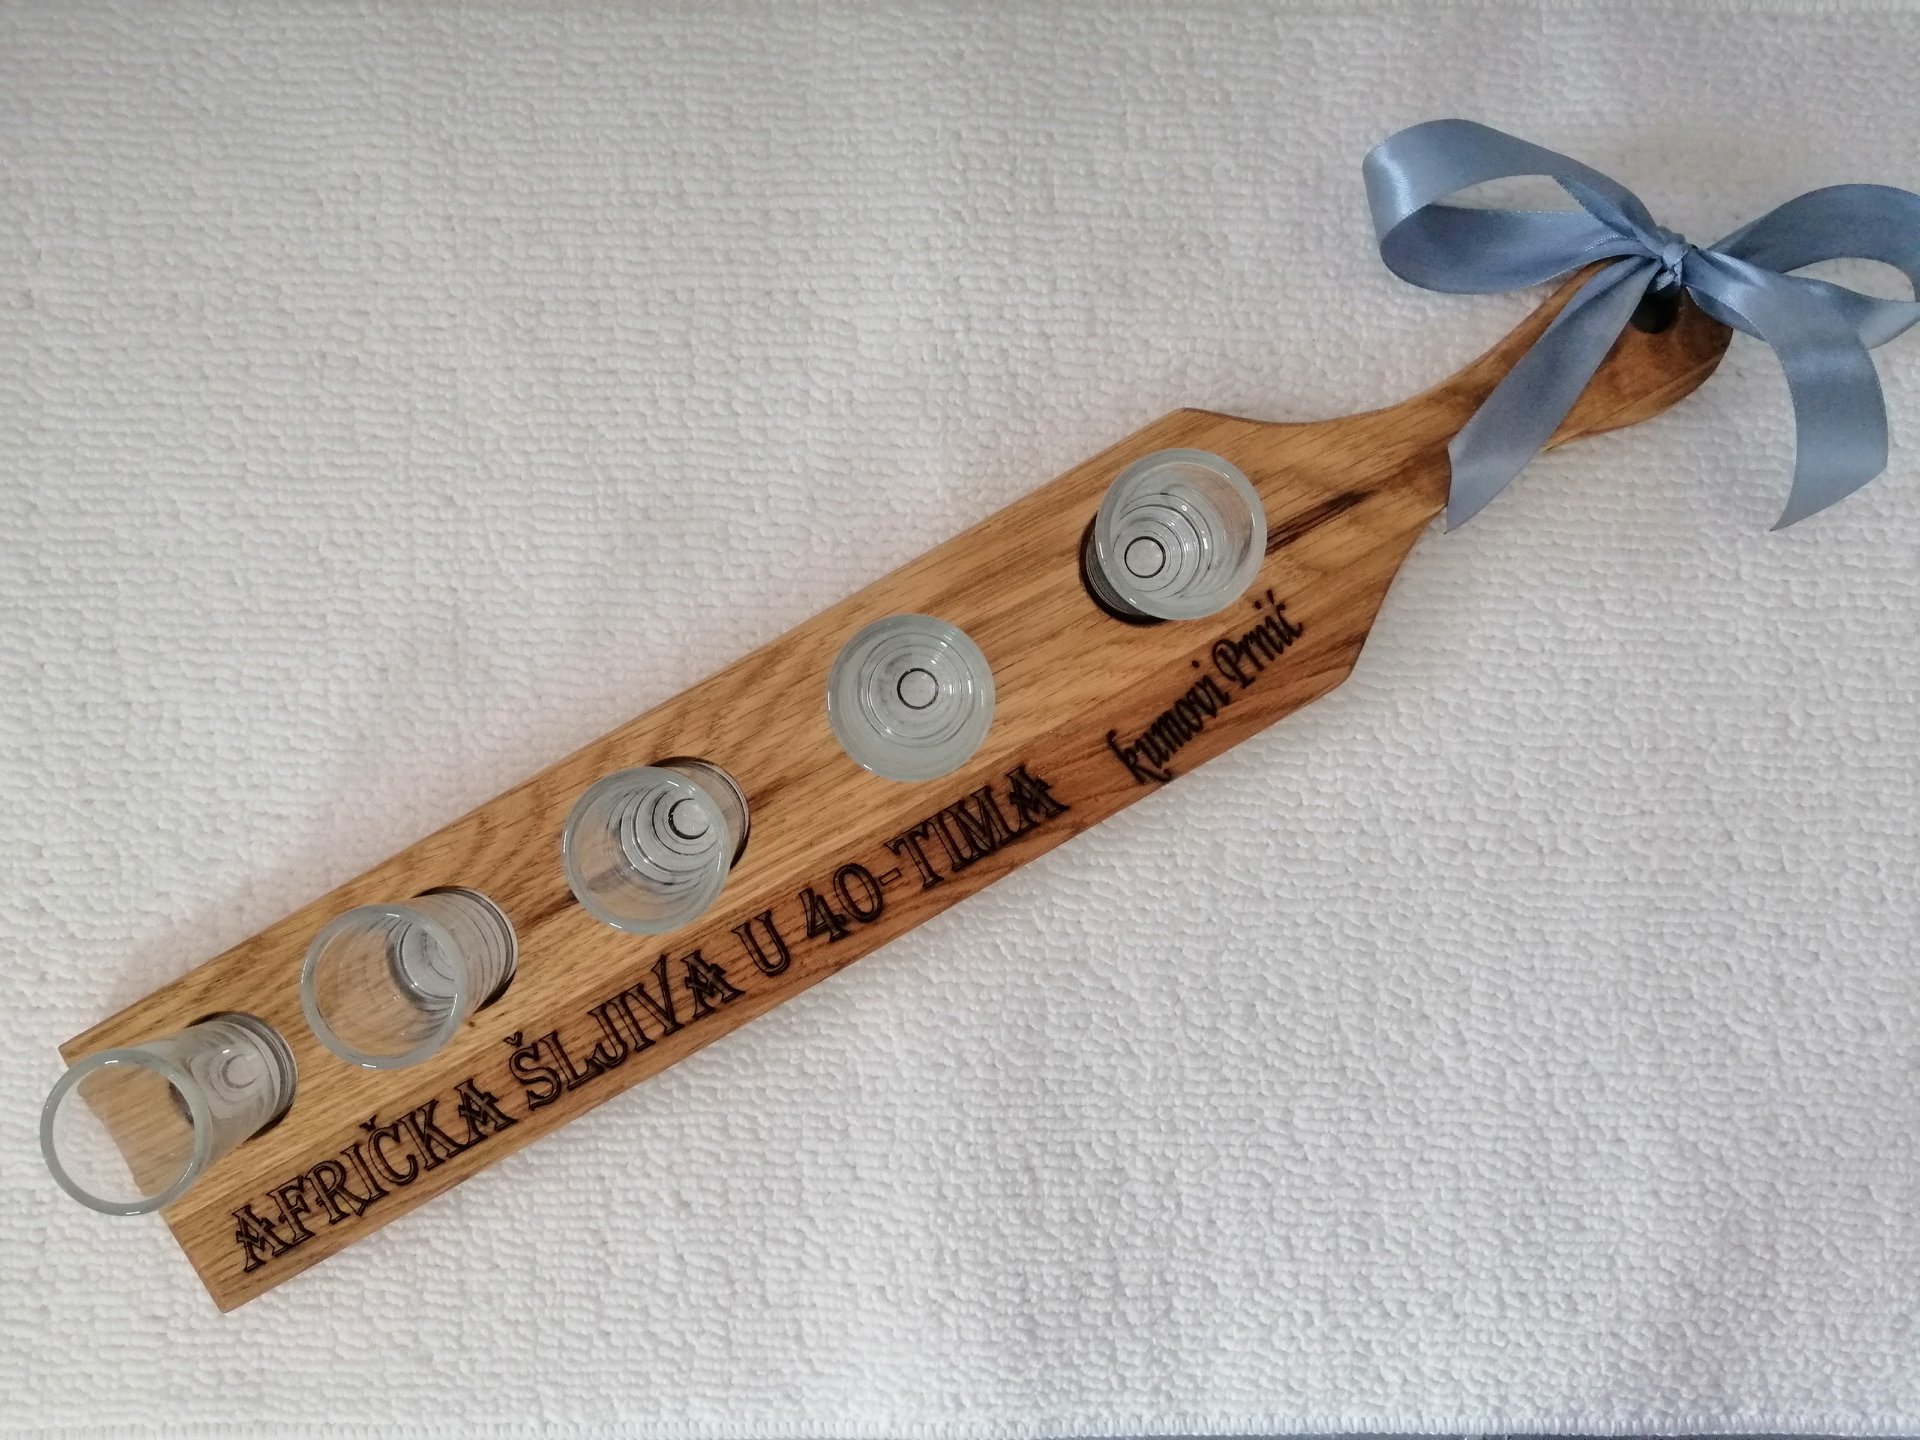 AFRIČKA ŠLJIVA U 40-TIMA
kumovi Prnić